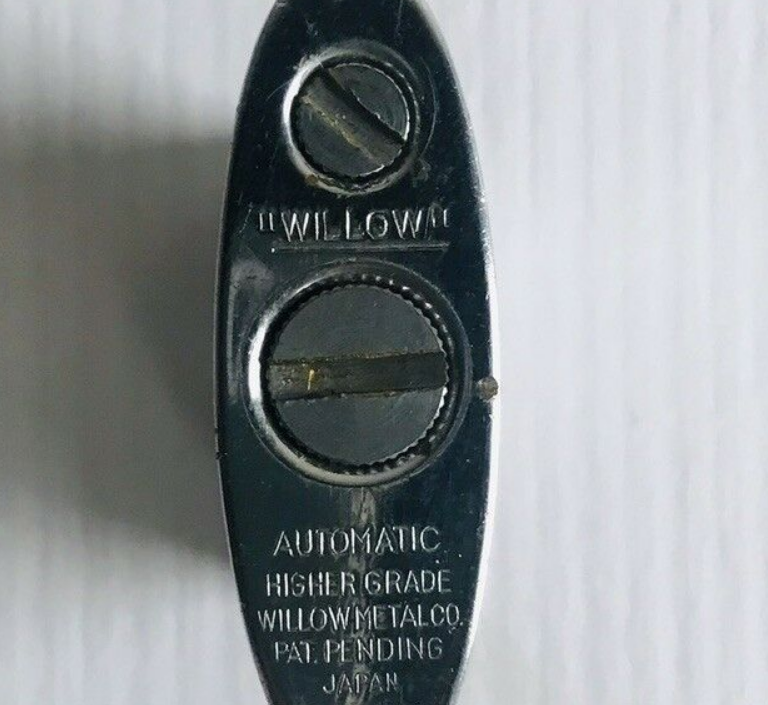 "WILLOW"
AUTOMATIC
HIGHER GRADE
WILLOW METAL CO.
PAT. PENDING
JAPAN